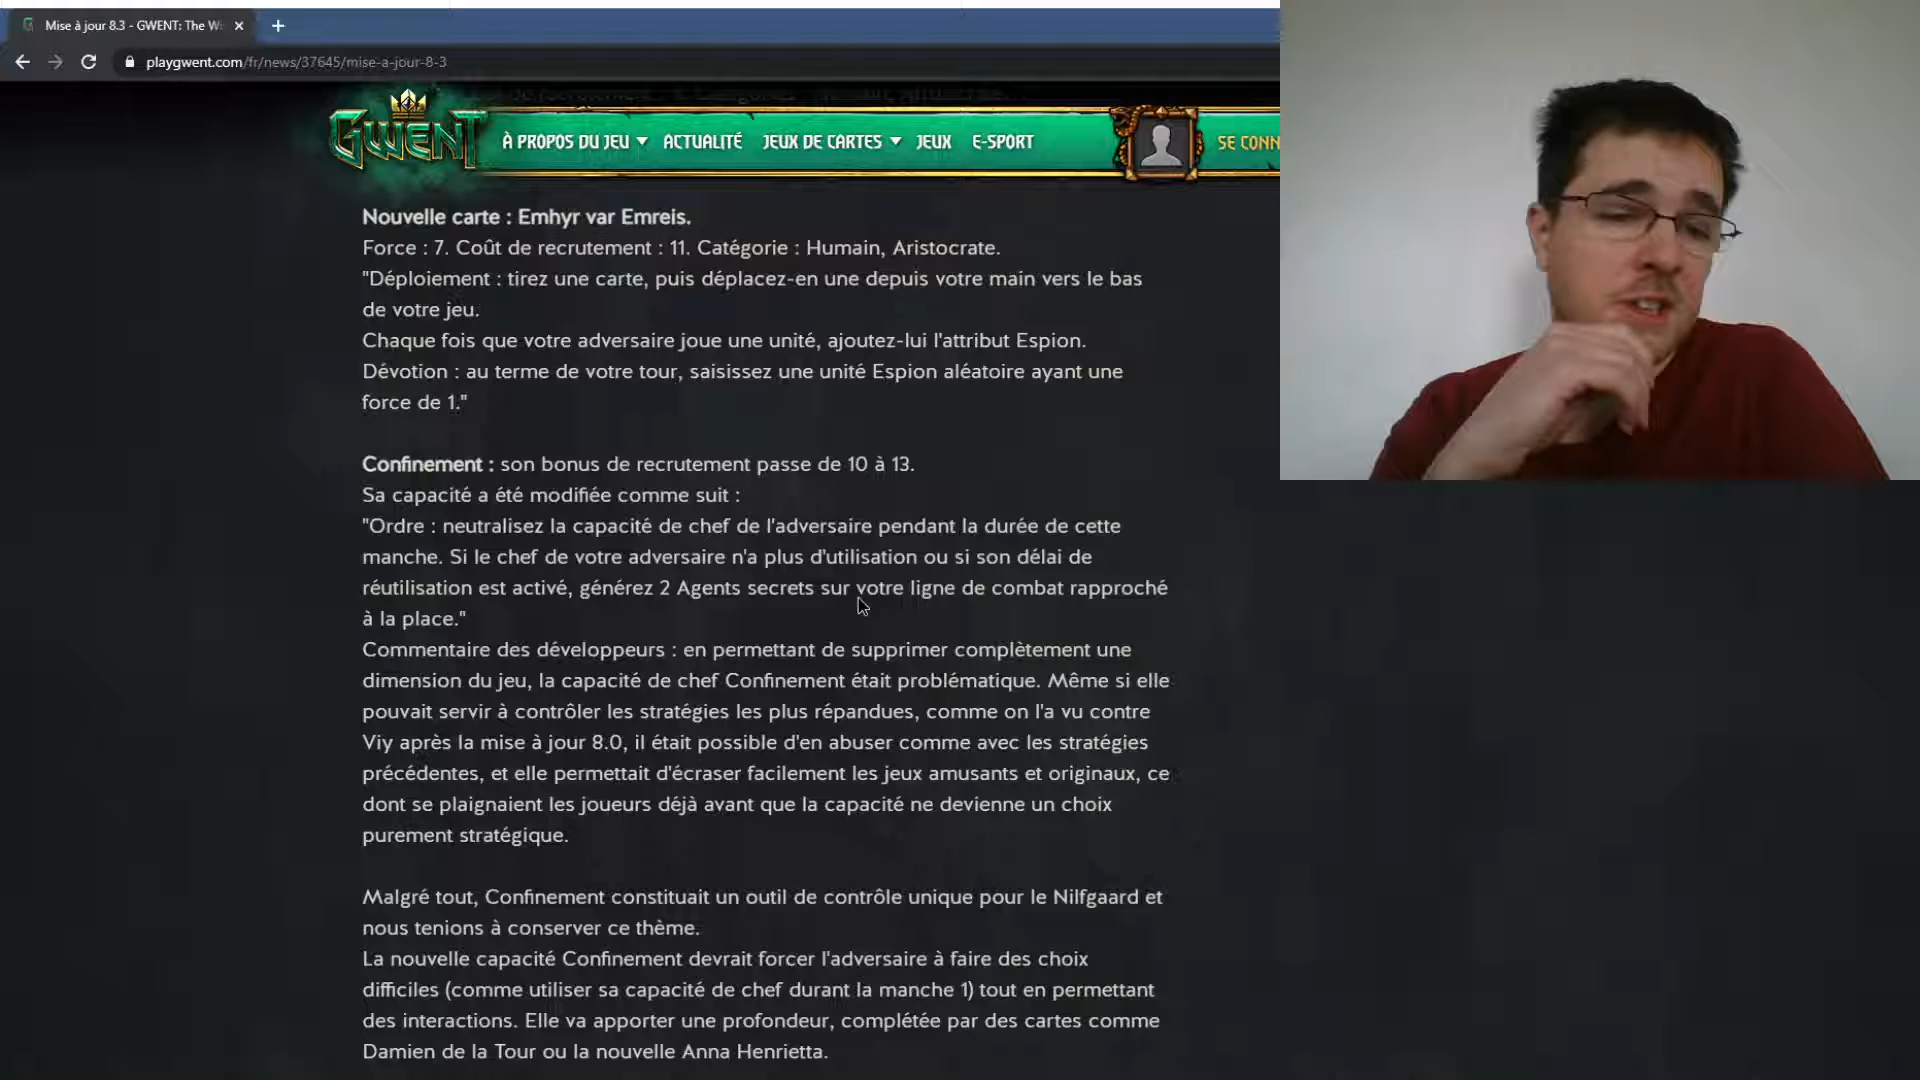 Mise à jour 8.3 - GWENT: The Wi
playgwent.com/fr/news/37645/mise-a-jour-8-3
GWENT
À PROPOS DU JEU
ACTUALITÉ
JEUX DE CARTES
JEUX
E-SPORT
SE CONN
Nouvelle carte : Emhyr var Emreis.
Force : 7. Coût de recrutement : 11. Catégorie : Humain, Aristocrate.
"Déploiement : tirez une carte, puis déplacez-en une depuis votre main vers le bas
de votre jeu.
Chaque fois que votre adversaire joue une unité, ajoutez-lui l'attribut Espion.
Dévotion : au terme de votre tour, saisissez une unité Espion aléatoire ayant une
force de 1."
Confinement : son bonus de recrutement passe de 10 à 13.
Sa capacité a été modifiée comme suit :
"Ordre : neutralisez la capacité de chef de l'adversaire pendant la durée de cette
manche. Si le chef de votre adversaire n'a plus d'utilisation ou si son délai de
réutilisation est activé, générez 2 Agents secrets sur votre ligne de combat rapproché
à la place."
Commentaire des développeurs : en permettant de supprimer complètement une
dimension du jeu, la capacité de chef Confinement était problématique. Même si elle
pouvait servir à contrôler les stratégies les plus répandues, comme on l'a vu contre
Viy après la mise à jour 8.0, il était possible d'en abuser comme avec les stratégies
précédentes, et elle permettait d'écraser facilement les jeux amusants et originaux, ce
dont se plaignaient les joueurs déjà avant que la capacité ne devienne un choix
purement stratégique.
Malgré tout, Confinement constituait un outil de contrôle unique pour le Nilfgaard et
nous tenions à conserver ce thème.
La nouvelle capacité Confinement devrait forcer l'adversaire à faire des choix
difficiles (comme utiliser sa capacité de chef durant la manche 1) tout en permettant
des interactions. Elle va apporter une profondeur, complétée par des cartes comme
Damien de la Tour ou la nouvelle Anna Henrietta.